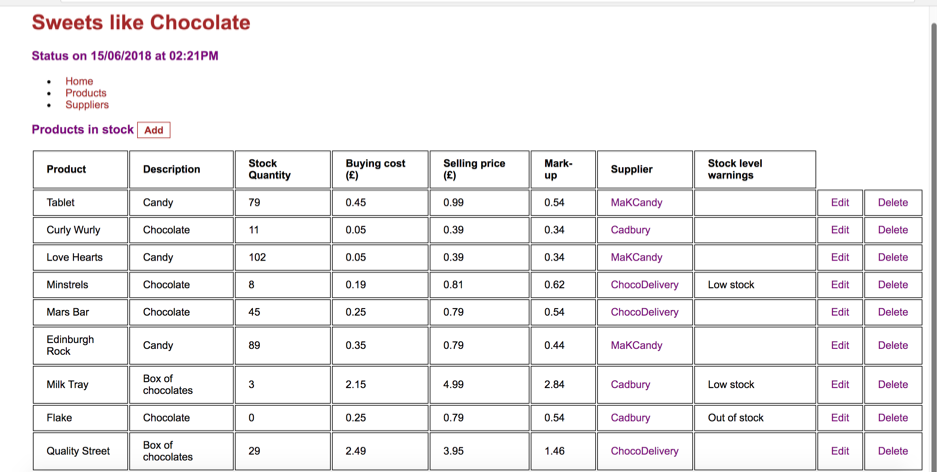 Sweets like Chocolate
Status on 15/06/2018 at 02:21PM
Home
Products
Suppliers
Products in stock Add
Product Description Stock Quantity Buying cost (£) Selling price (£) Mark-up Supplier Stock level warnings
Tablet Candy 79 0.45 0.99 0.54 MaKCandy Edit Delete
Curly Wurly Chocolate 11 0.05 0.39 0.34 Cadbury Edit Delete
Love Hearts Candy 102 0.05 0.39 0.34 MaKCandy Edit Delete
Minstrels Chocolate 8 0.19 0.81 0.62 ChocoDelivery Low stock Edit Delete
Mars Bar Chocolate 45 0.25 0.79 0.54 ChocoDelivery Edit Delete
Edinburgh Rock Candy 89 0.35 0.79 0.44 MaKCandy Edit Delete
Milk Tray Box of chocolates 3 2.15 4.99 2.84 Cadbury Low stock Edit Delete
Flake Chocolate 0 0.25 0.79 0.54 Cadbury Out of stock Edit Delete
Quality Street Box of chocolates 29 2.49 3.95 1.46 ChocoDelivery Edit Delete